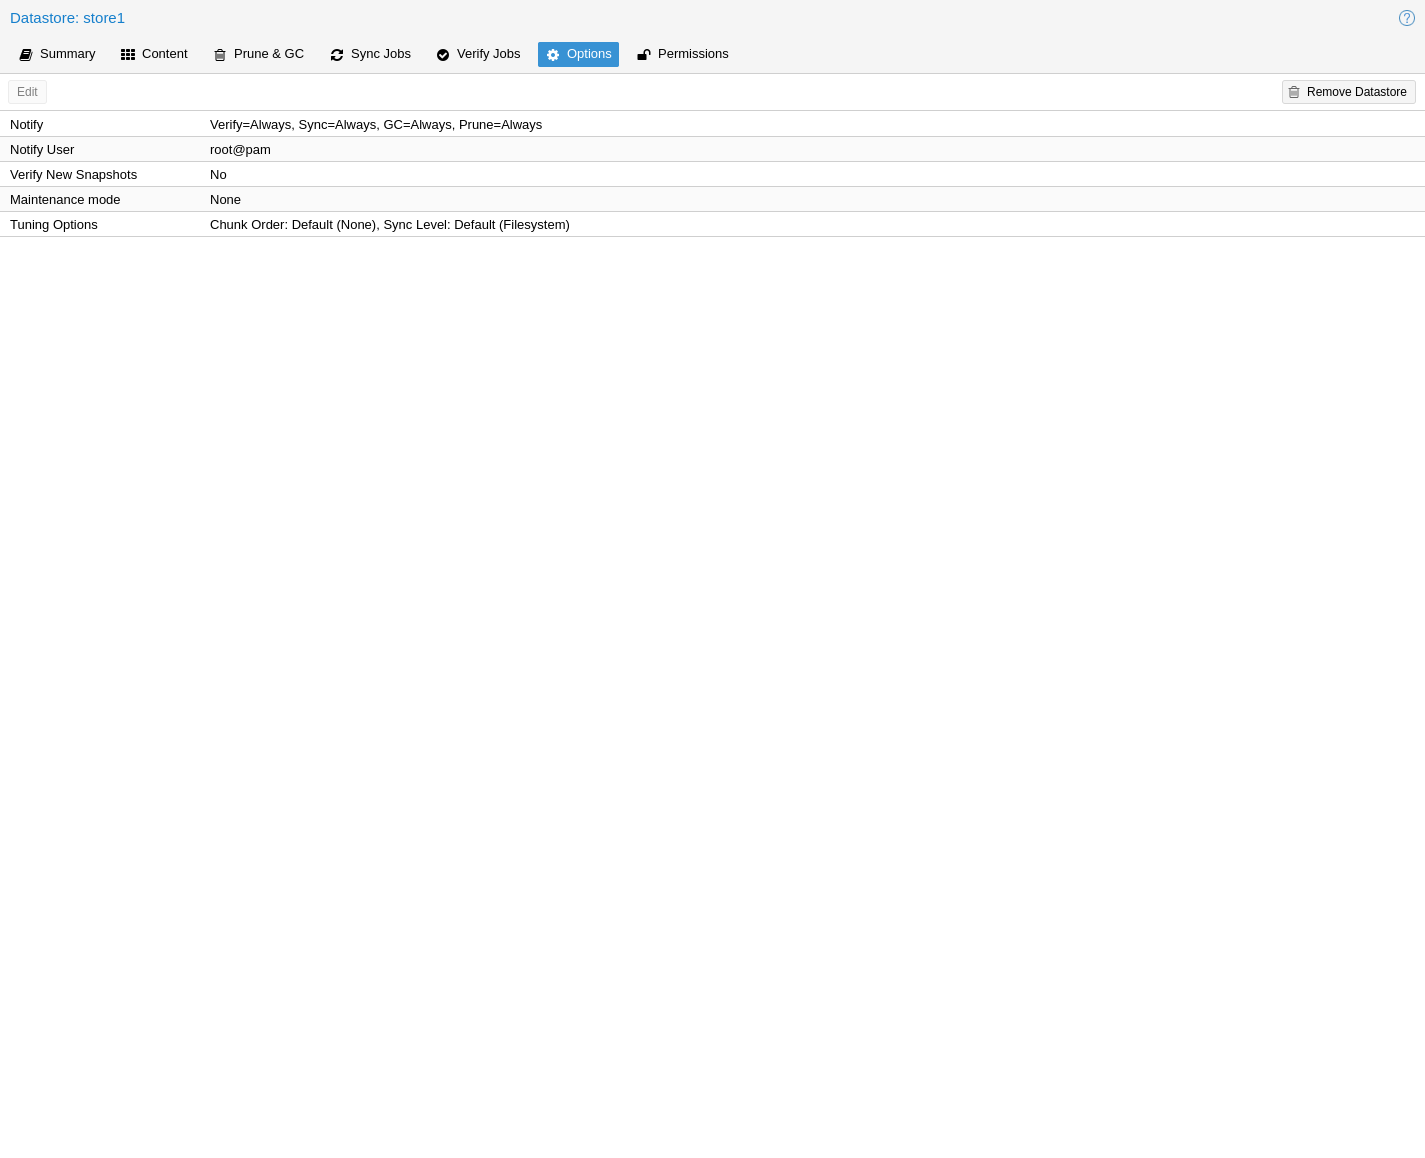 Datastore: store1
Summary Content Prune & GC Sync Jobs Verify Jobs Options Permissions
Edit Remove Datastore
Notify Verify=Always, Sync=Always, GC=Always, Prune=Always
Notify User root@pam
Verify New Snapshots No
Maintenance mode None
Tuning Options Chunk Order: Default (None), Sync Level: Default (Filesystem)